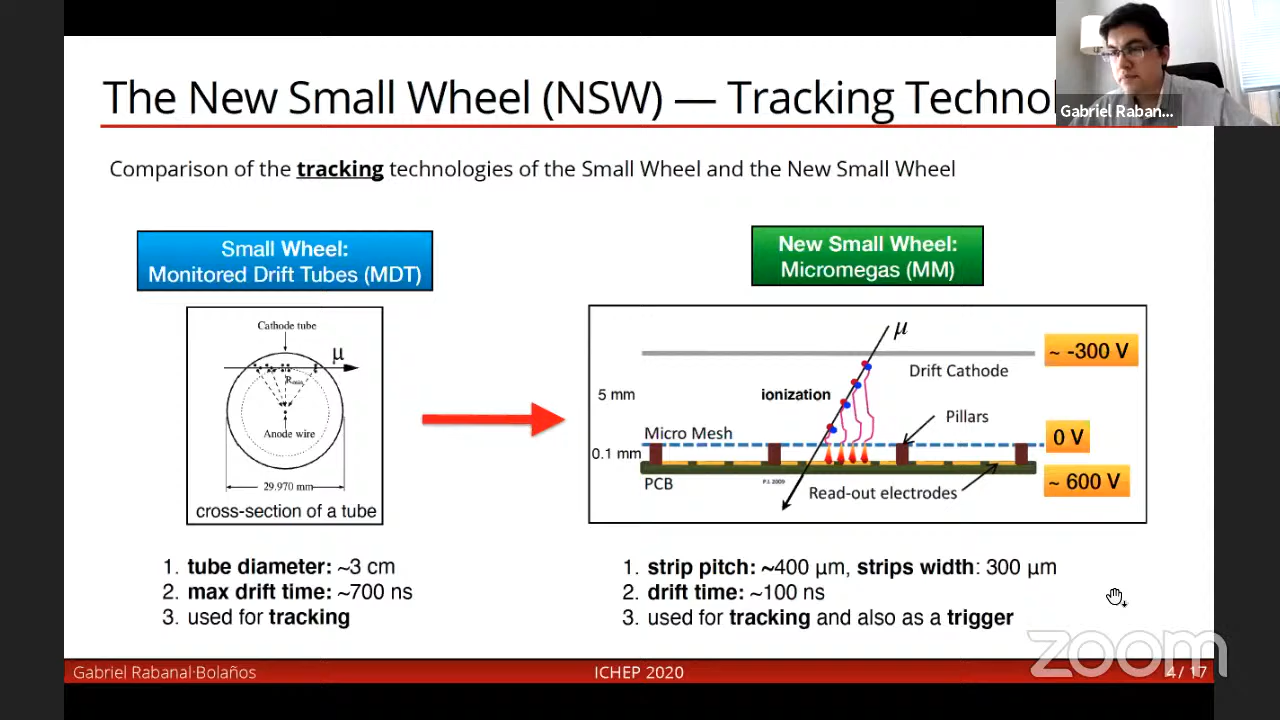 The New Small Wheel (NSW) — Tracking Techno
Gabriel Raban...
Comparison of the tracking technologies of the Small Wheel and the New Small Wheel
Small Wheel:
Monitored Drift Tubes (MDT)
New Small Wheel:
Micromegas (MM)
Cathode tube
μ
Rmin
Anode wire
29.970 mm
cross-section of a tube
μ
~ -300 V
Drift Cathode
5 mm
ionization
Pillars
Micro Mesh
0 V
0.1 mm
PCB
P.I. 2009
Read-out electrodes
~ 600 V
1. tube diameter: ~3 cm
2. max drift time: ~700 ns
3. used for tracking
1. strip pitch: ~400 μm, strips width: 300 μm
2. drift time: ~100 ns
3. used for tracking and also as a trigger
zoom
Gabriel Rabanal·Bolaños
ICHEP 2020
4 / 17